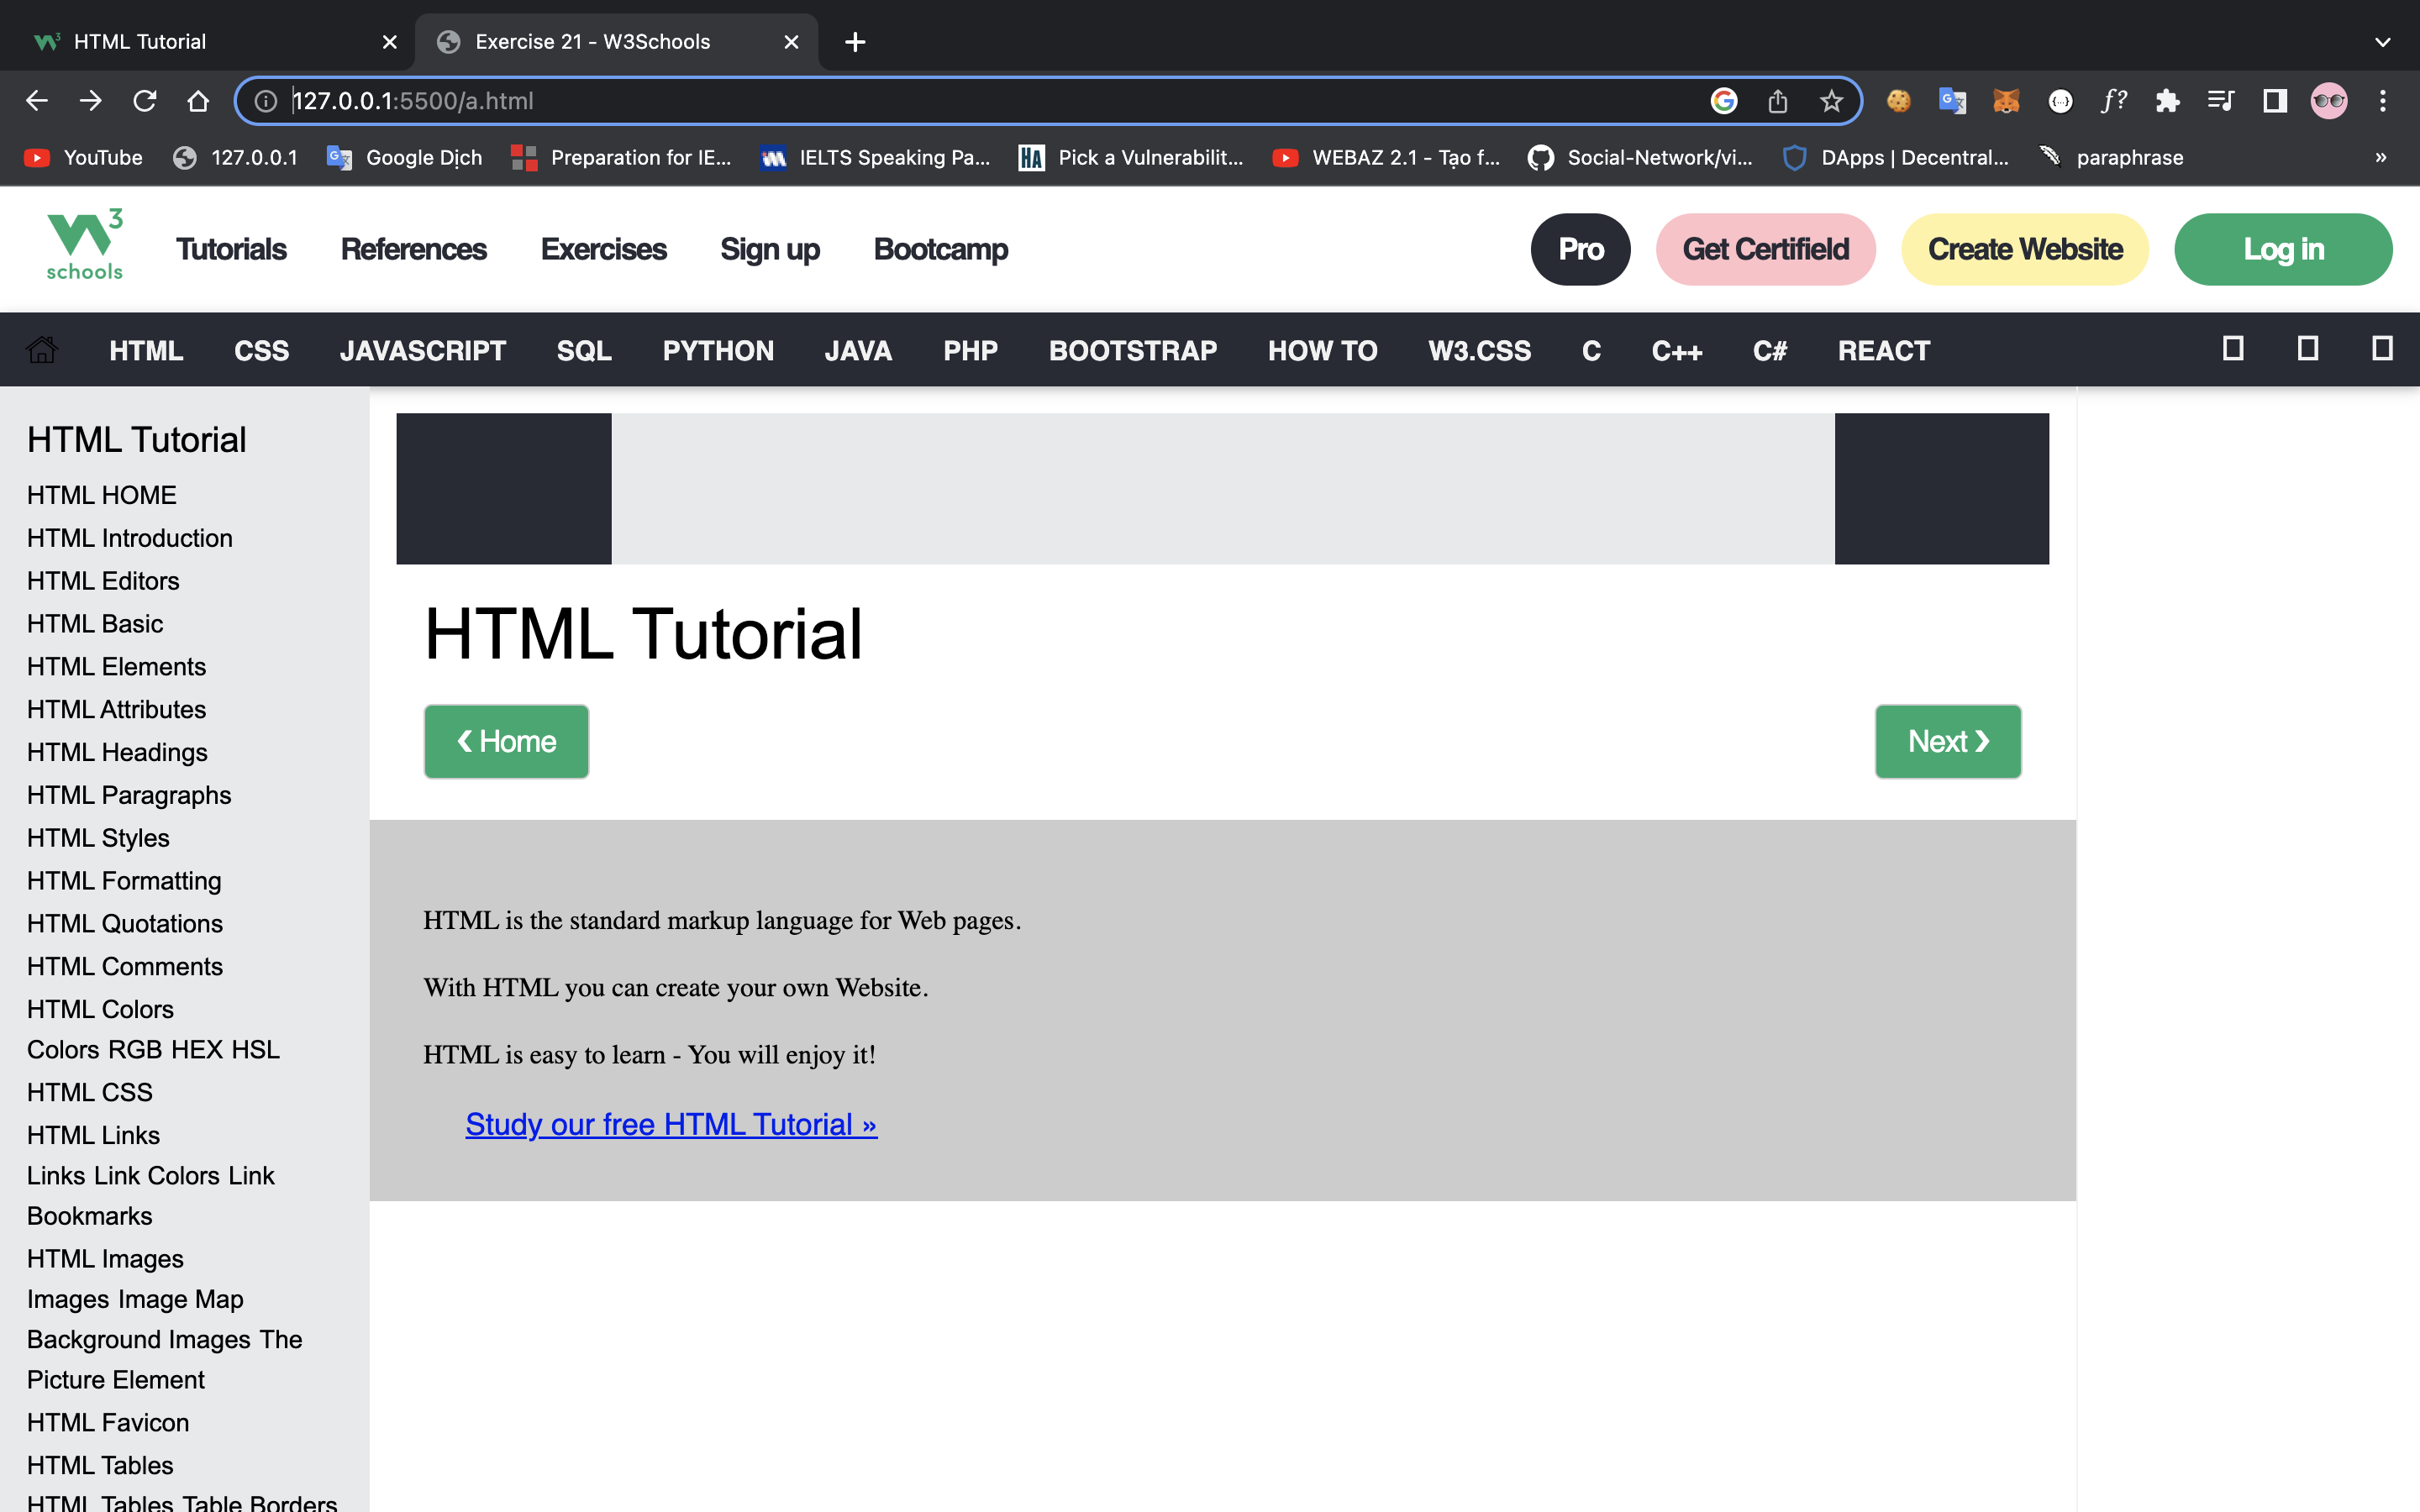 HTML Tutorial
Exercise 21 - W3Schools
127.0.0.1:5500/a.html
YouTube 127.0.0.1 Google Dịch Preparation for IE... IELTS Speaking Pa... HA Pick a Vulnerabilit... WEBAZ 2.1 - Tạo f... Social-Network/vi... DApps | Decentral... paraphrase »
W3 schools Tutorials References Exercises Sign up Bootcamp Pro Get Certifield Create Website Log in
HTML CSS JAVASCRIPT SQL PYTHON JAVA PHP BOOTSTRAP HOW TO W3.CSS C C++ C# REACT
HTML Tutorial
HTML HOME
HTML Introduction
HTML Editors
HTML Basic
HTML Elements
HTML Attributes
HTML Headings
HTML Paragraphs
HTML Styles
HTML Formatting
HTML Quotations
HTML Comments
HTML Colors
Colors RGB HEX HSL
HTML CSS
HTML Links
Links Link Colors Link
Bookmarks
HTML Images
Images Image Map
Background Images The
Picture Element
HTML Favicon
HTML Tables
HTML Tables Table Borders
HTML Tutorial
❮ Home
Next ❯
HTML is the standard markup language for Web pages.
With HTML you can create your own Website.
HTML is easy to learn - You will enjoy it!
Study our free HTML Tutorial »